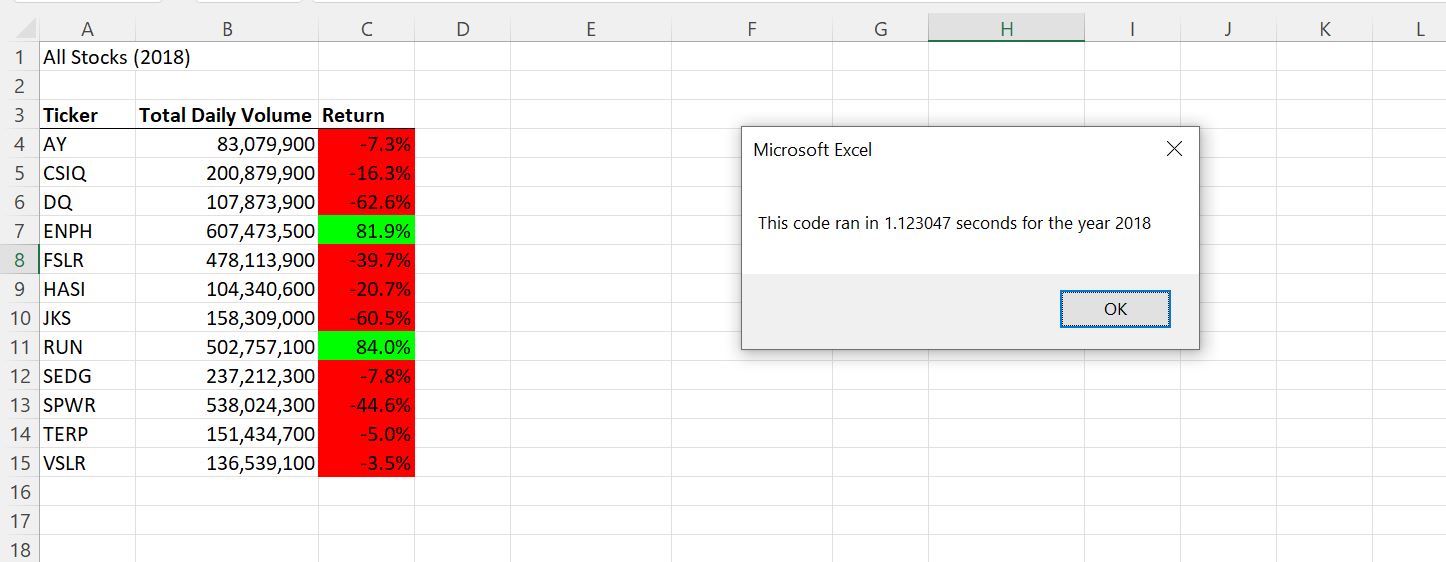 A B C D E F G H I J K L
1 All Stocks (2018)
2
3 Ticker Total Daily Volume Return
4 AY 83,079,900 -7.3%
5 CSIQ 200,879,900 -16.3%
6 DQ 107,873,900 -62.6%
7 ENPH 607,473,500 81.9%
8 FSLR 478,113,900 -39.7%
9 HASI 104,340,600 -20.7%
10 JKS 158,309,000 -60.5%
11 RUN 502,757,100 84.0%
12 SEDG 237,212,300 -7.8%
13 SPWR 538,024,300 -44.6%
14 TERP 151,434,700 -5.0%
15 VSLR 136,539,100 -3.5%
16
17
18
Microsoft Excel
This code ran in 1.123047 seconds for the year 2018
OK